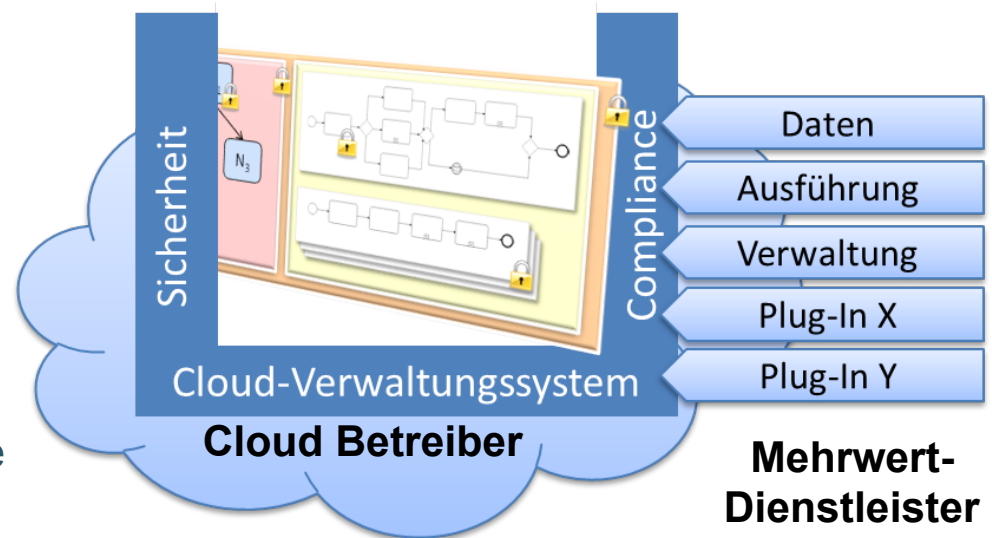 Sicherheit
N₃
Compliance
Daten
Ausführung
Verwaltung
Plug-In X
Plug-In Y
Cloud-Verwaltungssystem
Cloud Betreiber
Mehrwert-
Dienstleister